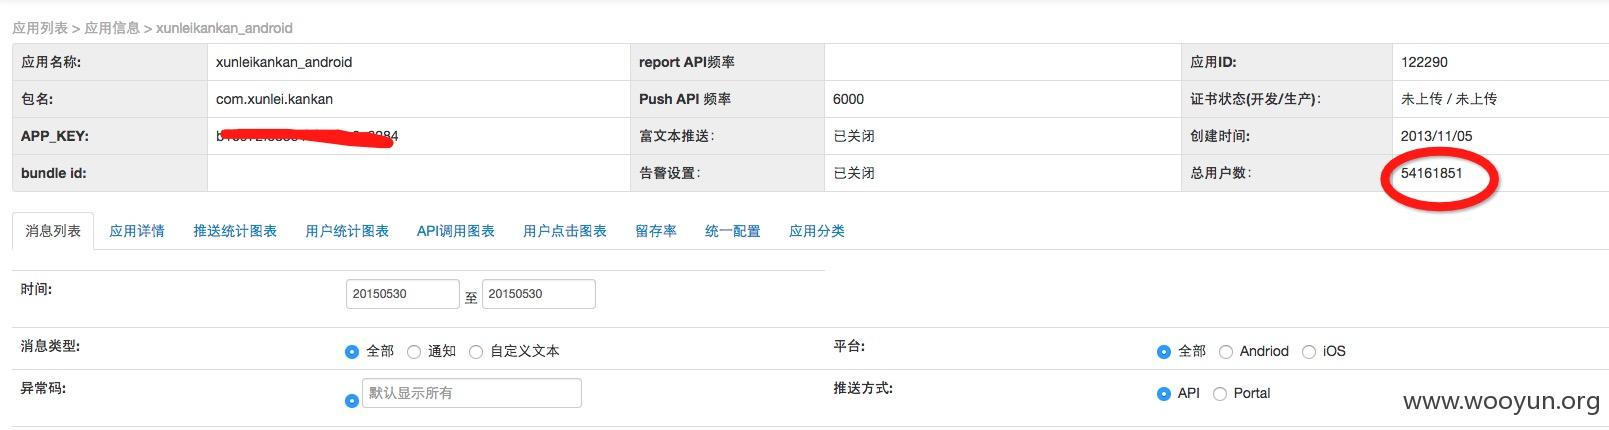 应用列表 > 应用信息 > xunleikankan_android
应用名称: xunleikankan_android report API频率 应用ID: 122290
包名: com.xunlei.kankan Push API 频率 6000 证书状态(开发/生产): 未上传 / 未上传
APP_KEY: 富文本推送: 已关闭 创建时间: 2013/11/05
bundle id: 告警设置: 已关闭 总用户数: 54161851
消息列表 应用详情 推送统计图表 用户统计图表 API调用图表 用户点击图表 留存率 统一配置 应用分类
时间: 20150530 至 20150530
消息类型: 全部 通知 自定义文本 平台: 全部 Andriod iOS
异常码: 默认显示所有 推送方式: API Portal
www.wooyun.org